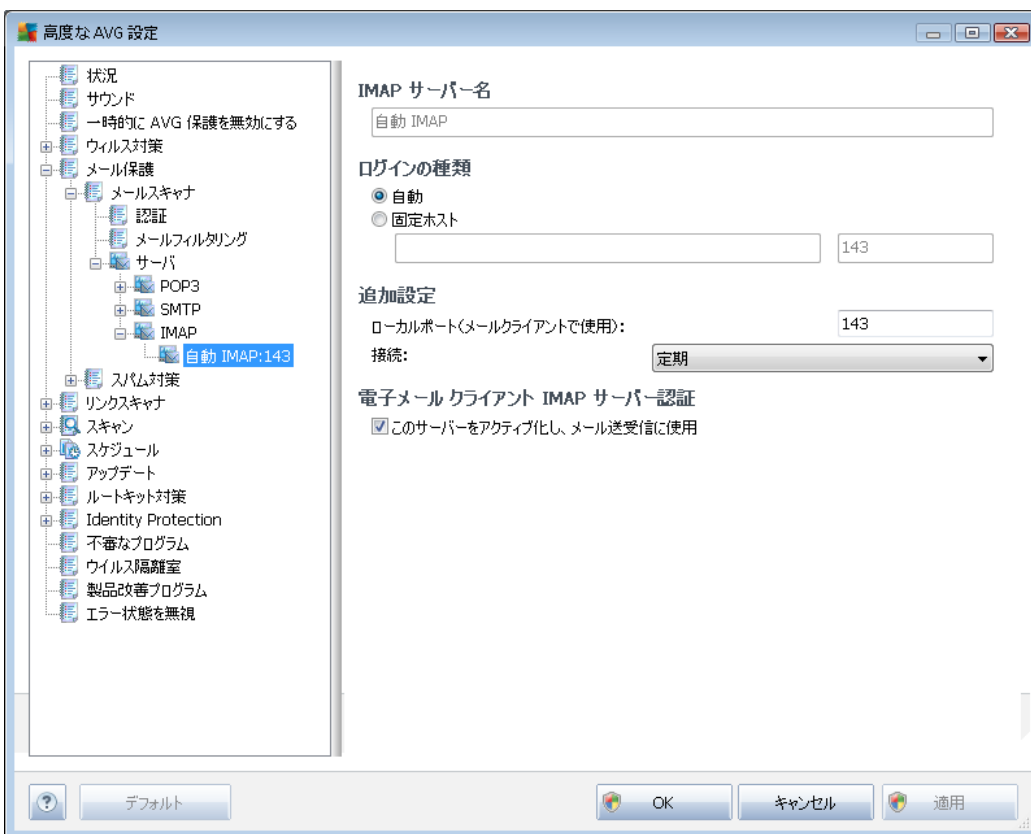 高度な AVG 設定
状況
サウンド
一時的に AVG 保護を無効にする
ウィルス対策
メール保護
メールスキャナ
認証
メールフィルタリング
サーバ
POP3
SMTP
IMAP
自動 IMAP:143
スパム対策
リンクスキャナ
スキャン
スケジュール
アップデート
ルートキット対策
Identity Protection
不審なプログラム
ウイルス隔離室
製品改善プログラム
エラー状態を無視
IMAP サーバー名
自動 IMAP
ログインの種類
自動
固定ホスト
143
追加設定
ローカルポート(メールクライアントで使用): 143
接続: 定期
電子メール クライアント IMAP サーバー認証
このサーバーをアクティブ化し、メール送受信に使用
? デフォルト OK キャンセル 適用